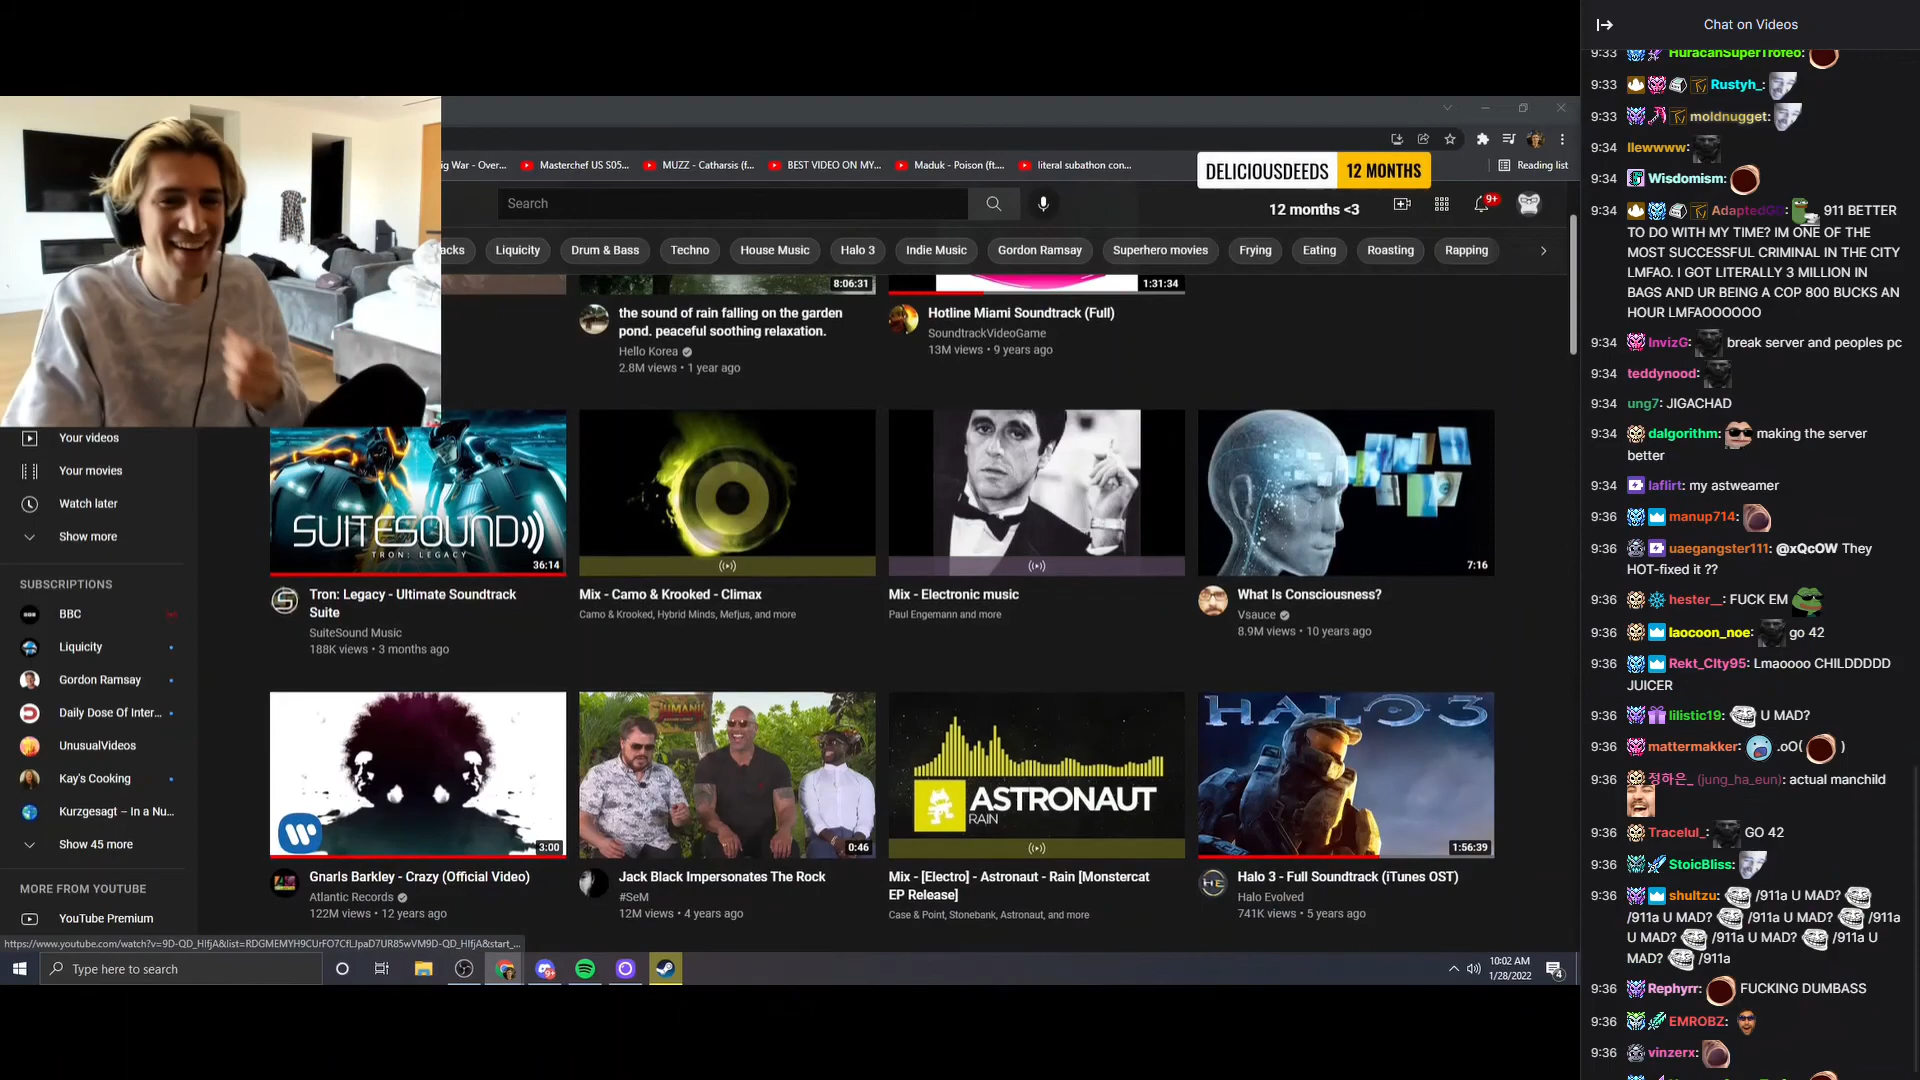 Chat on Videos
9:33 HuracanSuperTrofeo:
9:33 Rustyh_:
9:33 moldnugget:
9:34 llewwww:
9:34 Wisdomism:
9:34 AdaptedG : 911 BETTER
TO DO WITH MY TIME? IM ONE OF THE
MOST SUCCESSFUL CRIMINAL IN THE CITY
LMFAO. I GOT LITERALLY 3 MILLION IN
BAGS AND UR BEING A COP 800 BUCKS AN
HOUR LMFAOOOOOO
9:34 InvizG: break server and peoples pc
9:34 teddynood:
9:34 ung7: JIGACHAD
9:34 dalgorithm: making the server
better
9:34 laflirt: my astweamer
9:36 manup714:
9:36 uaegangster111: @xQcOW They
HOT-fixed it ??
9:36 hester__: FUCK EM
9:36 laocoon_noe: go 42
9:36 Rekt_City95: Lmaoooo CHILDDDDD
JUICER
9:36 lilistic19: U MAD?
9:36 mattermakker: .oO( )
9:36 정하은_ (jung_ha_eun): actual manchild
9:36 Tracelul_: GO 42
9:36 StoicBliss:
9:36 shultzu: /911a U MAD?
/911a U MAD? /911a U MAD? /911a
U MAD? /911a U MAD? /911a U
MAD? /911a
9:36 Rephyrr: FUCKING DUMBASS
9:36 EMROBZ:
9:36 vinzerx:
ig War - Over... Masterchef US S05... MUZZ - Catharsis (f... BEST VIDEO ON MY... Maduk - Poison (ft.... literal subathon con... Reading list
DELICIOUSDEEDS 12 MONTHS
12 months <3
Search
9+
acks Liquicity Drum & Bass Techno House Music Halo 3 Indie Music Gordon Ramsay Superhero movies Frying Eating Roasting Rapping
8:06:31
1:31:34
the sound of rain falling on the garden
pond. peaceful soothing relaxation.
Hello Korea
2.8M views • 1 year ago
Hotline Miami Soundtrack (Full)
SoundtrackVideoGame
13M views • 9 years ago
Your videos
Your movies
Watch later
Show more
SUBSCRIPTIONS
BBC
Liquicity
Gordon Ramsay
Daily Dose Of Inter...
UnusualVideos
Kay's Cooking
Kurzgesagt – In a Nu...
Show 45 more
MORE FROM YOUTUBE
YouTube Premium
SUITESOUND
TRON: LEGACY
36:14
Tron: Legacy - Ultimate Soundtrack
Suite
SuiteSound Music
188K views • 3 months ago
Mix - Camo & Krooked - Climax
Camo & Krooked, Hybrid Minds, Mefjus, and more
Mix - Electronic music
Paul Engemann and more
7:16
What Is Consciousness?
Vsauce
8.9M views • 10 years ago
3:00
Gnarls Barkley - Crazy (Official Video)
Atlantic Records
122M views • 12 years ago
JUMANJI
0:46
Jack Black Impersonates The Rock
#SeM
12M views • 4 years ago
ASTRONAUT
RAIN
Mix - [Electro] - Astronaut - Rain [Monstercat
EP Release]
Case & Point, Stonebank, Astronaut, and more
HALO 3
1:56:39
HE
Halo 3 - Full Soundtrack (iTunes OST)
Halo Evolved
741K views • 5 years ago
Type here to search
10:02 AM
1/28/2022
4